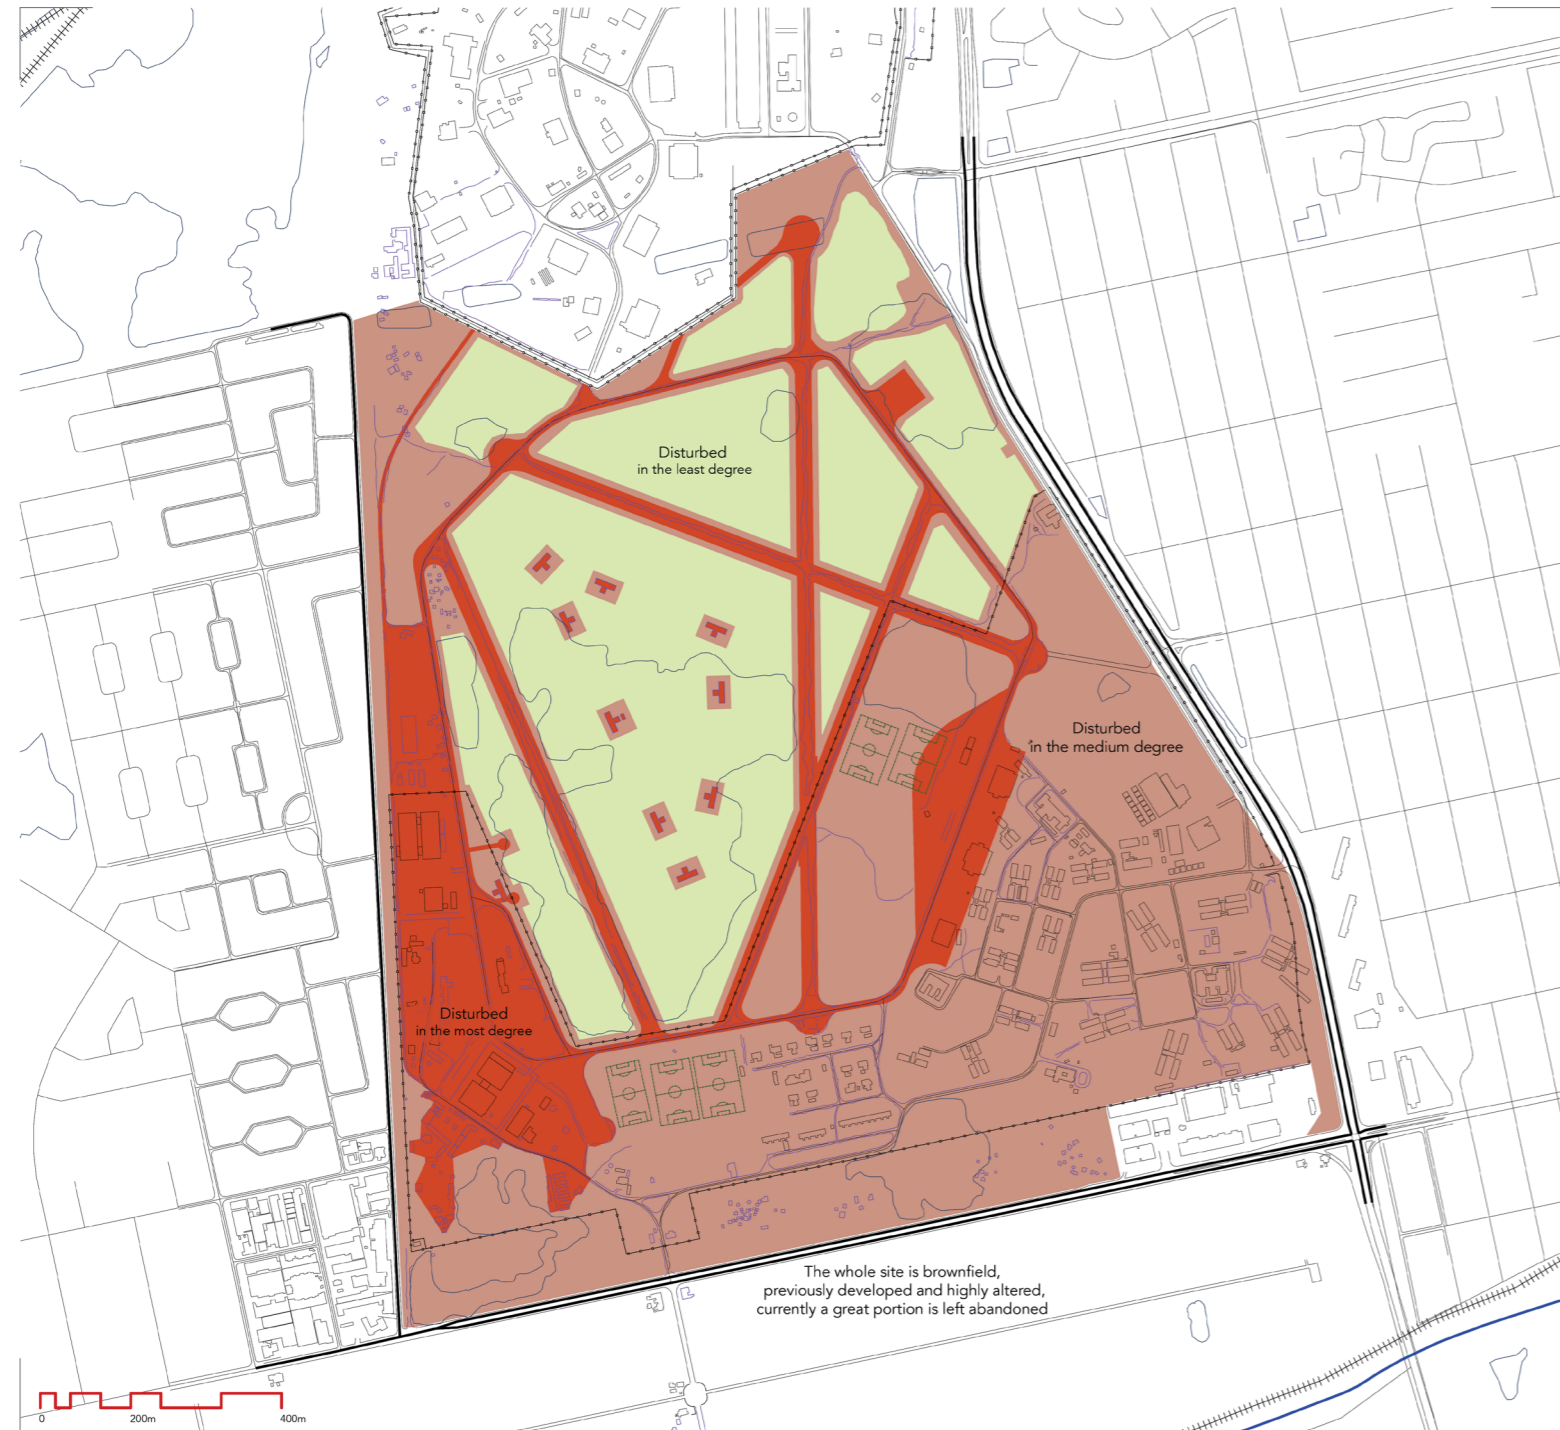 Disturbed
in the least degree
Disturbed
in the medium degree
Disturbed
in the most degree
The whole site is brownfield,
previously developed and highly altered,
currently a great portion is left abandoned
0
200m
400m